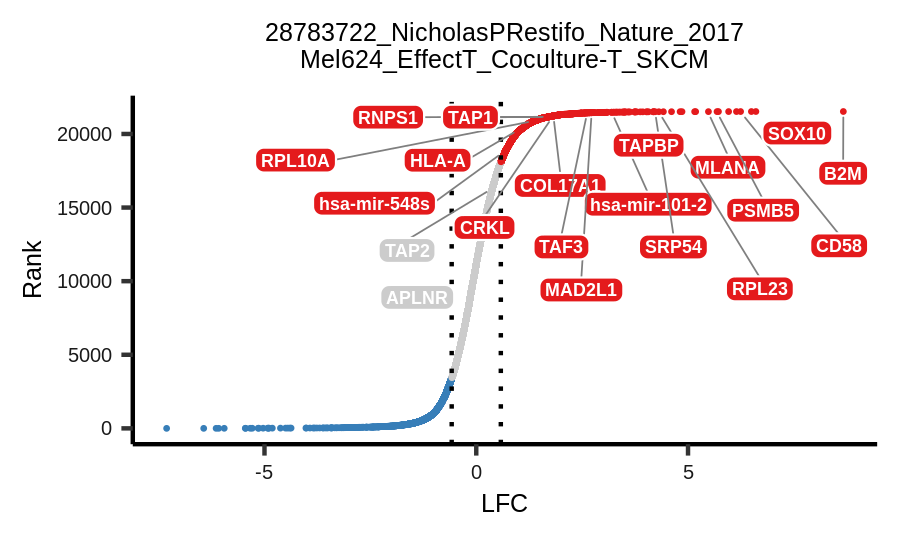 28783722_NicholasPRestifo_Nature_2017
Mel624_EffectT_Coculture-T_SKCM
Rank
20000
15000
10000
5000
0
RNPS1
TAP1
SOX10
TAPBP
RPL10A
HLA-A
MLANA
B2M
COL17A1
hsa-mir-548s
hsa-mir-101-2
PSMB5
CRKL
TAP2
TAF3
SRP54
CD58
MAD2L1
RPL23
APLNR
-5
0
5
LFC